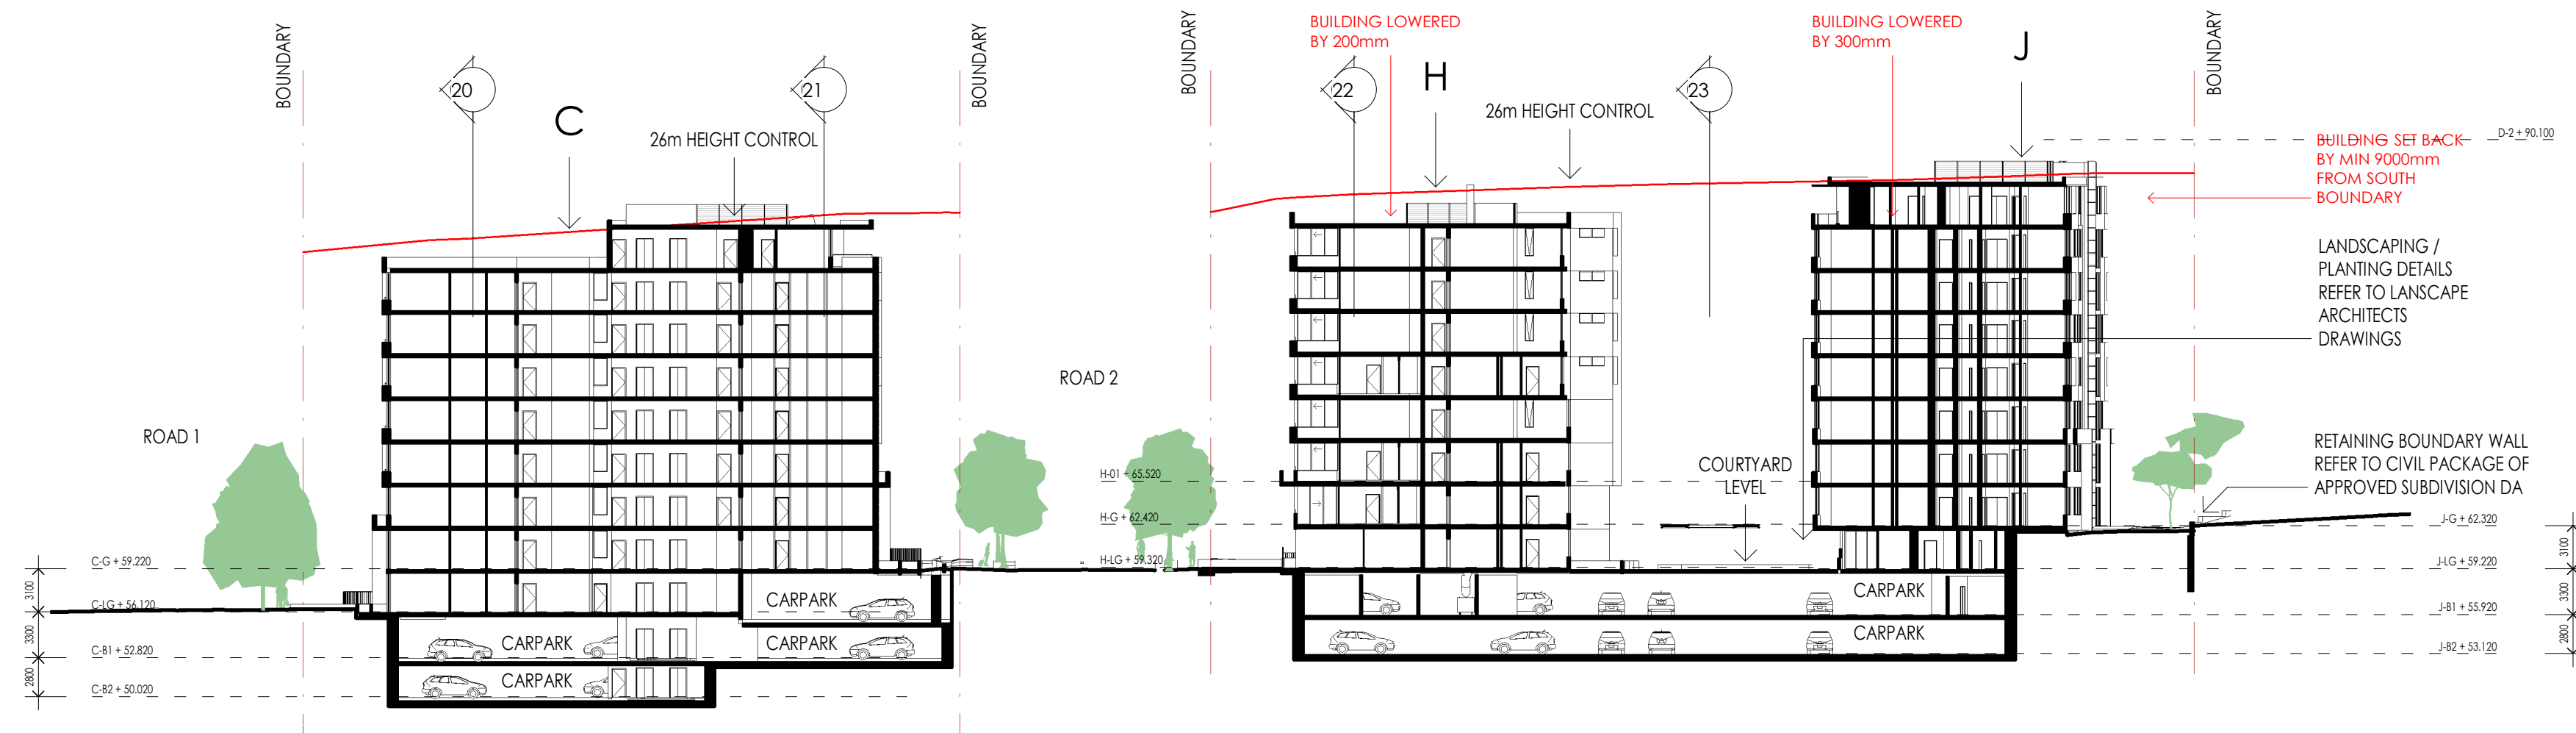 BOUNDARY
20
C
26m HEIGHT CONTROL
21
BOUNDARY
BOUNDARY
BUILDING LOWERED
BY 200mm
22
H
26m HEIGHT CONTROL
23
BUILDING LOWERED
BY 300mm
J
BOUNDARY
D-2 + 90.100
BUILDING SET BACK
BY MIN 9000mm
FROM SOUTH
BOUNDARY
LANDSCAPING /
PLANTING DETAILS
REFER TO LANSCAPE
ARCHITECTS
DRAWINGS
ROAD 1
ROAD 2
RETAINING BOUNDARY WALL
REFER TO CIVIL PACKAGE OF
APPROVED SUBDIVISION DA
COURTYARD
LEVEL
H-01 + 65.520
H-G + 62.420
H-LG + 59.320
C-G + 59.220
C-LG + 56.120
C-B1 + 52.820
C-B2 + 50.020
3100
3300
2800
CARPARK
CARPARK
CARPARK
CARPARK
CARPARK
CARPARK
J-G + 62.320
J-LG + 59.220
J-B1 + 55.920
J-B2 + 53.120
3100
3300
2800